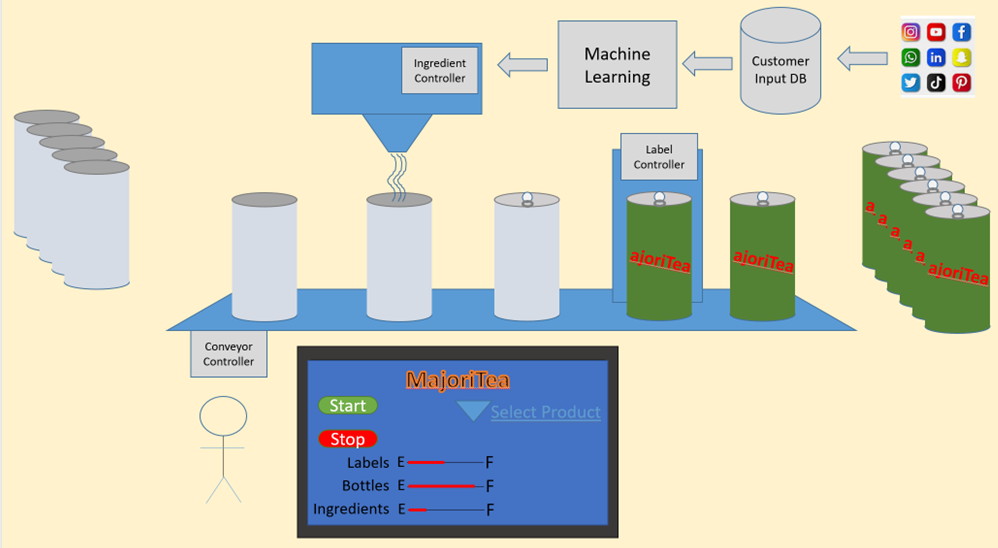 Ingredient
Controller
Machine
Learning
Customer
Input DB
in
Label
Controller
ajoriTea
ajoriTea
a
a
a
a
a
ajoriTea
Conveyor
Controller
MajoriTea
Start
Select Product
Stop
Labels E F
Bottles E F
Ingredients E F